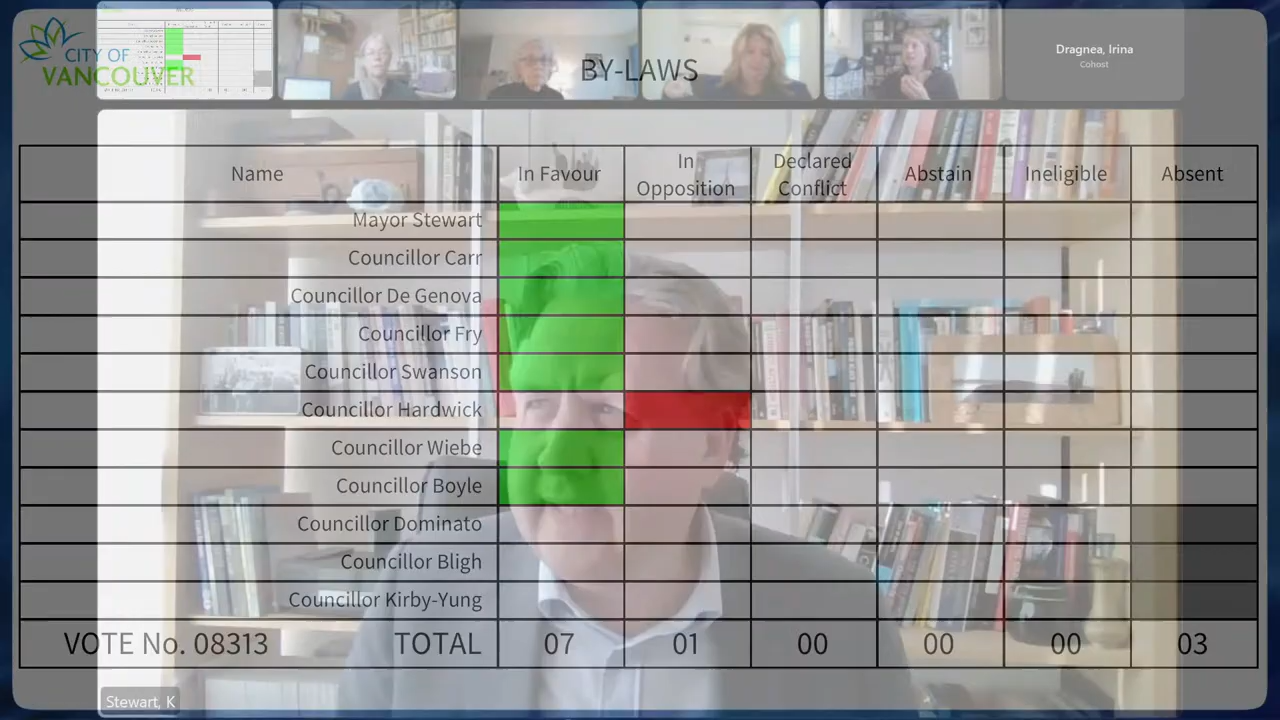 CITY OF
VANCOUVER
BY-LAWS
Dragnea, Irina
Cohost
Name
In Favour
In
Opposition
Declared
Conflict
Abstain
Ineligible
Absent
Mayor Stewart
Councillor Carr
Councillor De Genova
Councillor Fry
Councillor Swanson
Councillor Hardwick
Councillor Wiebe
Councillor Boyle
Councillor Dominato
Councillor Bligh
Councillor Kirby-Yung
VOTE No. 08313 TOTAL 07 01 00 00 00 03
Stewart, K